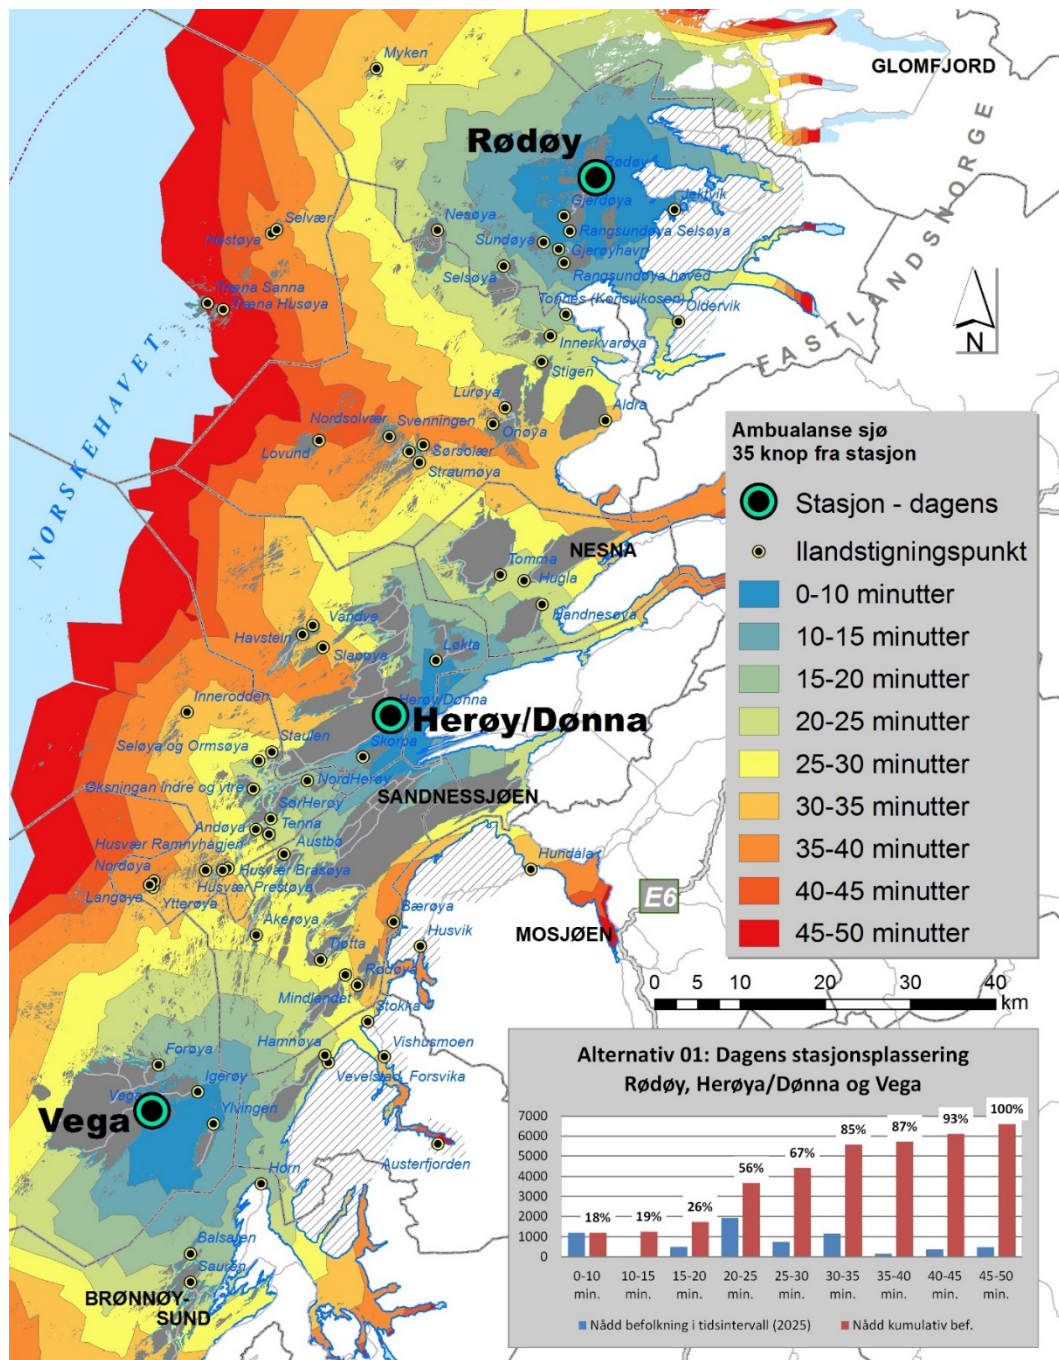 Myken
GLOMFJORD
Rødøy
Rødøy
Jektvik
Gjerdøya
Nesøya
Rangsundøya Selsøya
Selvær
Hestøya
Sundøya
Gjerøyhavn
Selsøya
Rangsundøya hoved
Træna Sanna
Træna Husøya
Tonnes (Konsvikosen)
Oldervik
Innerkvarøya
Stigen
FASTLANDSNORGE
N
NORSKEHAVET
Lurøya
Aldra
Nordsolvær
Svenningen
Onøya
Lovund
Sørsolær
Straumøya
Ambualanse sjø
35 knop fra stasjon
Stasjon - dagens
Ilandstigningspunkt
0-10 minutter
10-15 minutter
15-20 minutter
20-25 minutter
25-30 minutter
30-35 minutter
35-40 minutter
40-45 minutter
45-50 minutter
NESNA
Tomma
Hugla
Handnesøya
Vandve
Havstein
Slapøya
Løkta
Innerodden
Herøy/Dønna
Herøy/Dønna
Staulen
Skorpa
Seløya og Ormsøya
NordHerøy
Øksningan Indre og ytre
SørHerøy
SANDNESSJØEN
Andøya
Tenna
Husvær Ramnyhagjen
Austbø
Nordøya
Husvær Brasøya
Hundåla
Langøya
Husvær Prestøya
Ytterøya
E6
Bærøya
MOSJØEN
Åkerøya
Husvik
Tjøtta
Rødøya
Mindlandet
Stokka
0 5 10 20 30 40
km
Forøya
Hamnøya
Vishusmoen
Vega
Igerøy
Vevelstad
Forsvika
Vega
Ylvingen
Austerfjorden
Horn
Balsøen
Sauren
BRØNNØY-
SUND
Alternativ 01: Dagens stasjonsplassering
Rødøy, Herøya/Dønna og Vega
7000
6000
5000
4000
3000
2000
1000
0
18%
19%
26%
56%
67%
85%
87%
93%
100%
0-10 10-15 15-20 20-25 25-30 30-35 35-40 40-45 45-50
min. min. min. min. min. min. min. min. min.
Nådd befolkning i tidsintervall (2025) Nådd kumulativ bef.